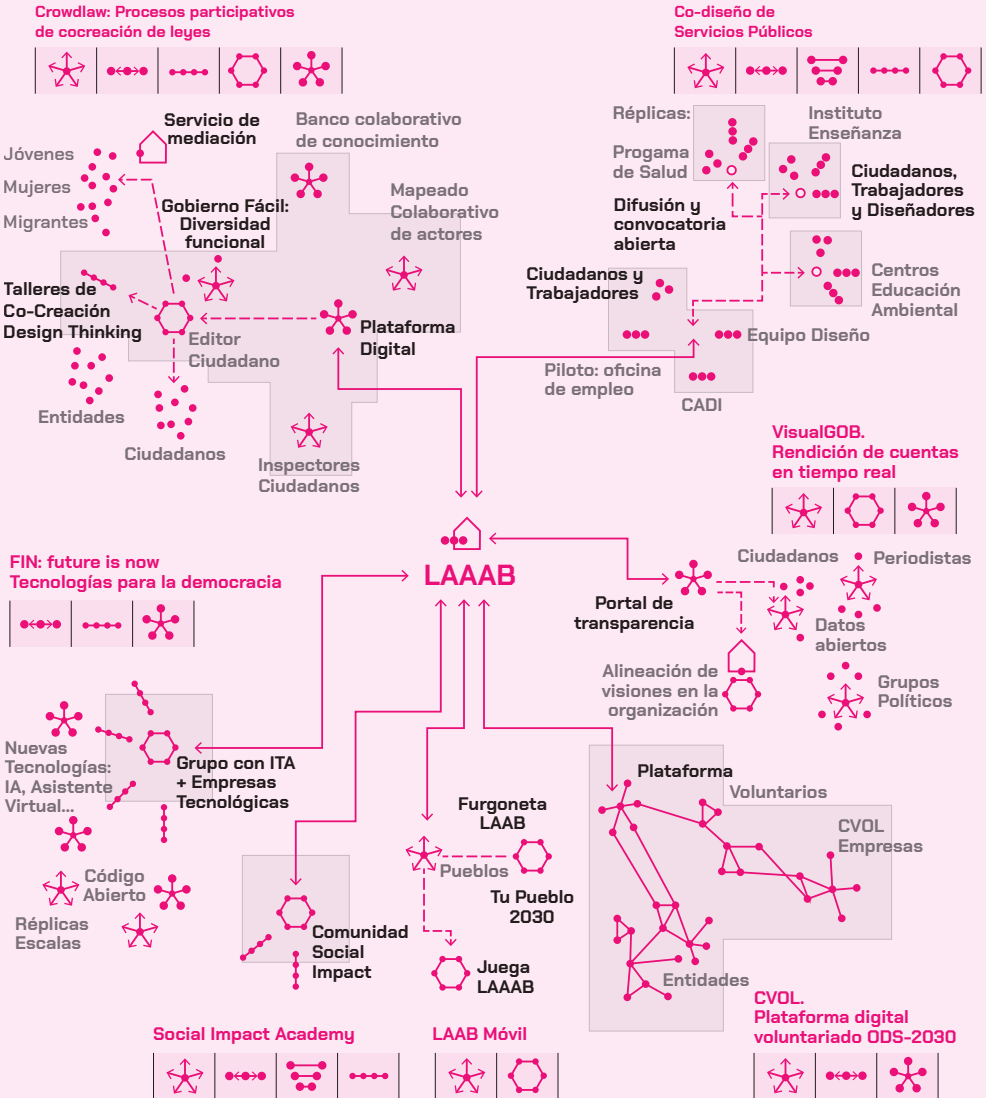 Crowdlaw: Procesos participativos
de cocreación de leyes
Co-diseño de
Servicios Públicos
Servicio de
mediación
Banco colaborativo
de conocimiento
Jóvenes
Mujeres
Migrantes
Gobierno Fácil:
Diversidad
funcional
Mapeado
Colaborativo
de actores
Talleres de
Co-Creación
Design Thinking
Editor
Ciudadano
Plataforma
Digital
Entidades
Ciudadanos
Inspectores
Ciudadanos
Réplicas:
Progama
de Salud
Instituto
Enseñanza
Ciudadanos,
Trabajadores
y Diseñadores
Difusión y
convocatoria
abierta
Ciudadanos y
Trabajadores
Centros
Educación
Ambiental
Equipo Diseño
Piloto: oficina
de empleo
CADI
VisualGOB.
Rendición de cuentas
en tiempo real
LAAAB
FIN: future is now
Tecnologías para la democracia
Ciudadanos
Periodistas
Portal de
transparencia
Datos
abiertos
Alineación de
visiones en la
organización
Grupos
Políticos
Nuevas
Tecnologías:
IA, Asistente
Virtual...
Grupo con ITA
+ Empresas
Tecnológicas
Código
Abierto
Réplicas
Escalas
Furgoneta
LAAB
Pueblos
Tu Pueblo
2030
Comunidad
Social
Impact
Juega
LAAAB
Plataforma
Voluntarios
CVOL
Empresas
Entidades
Social Impact Academy
LAAB Móvil
CVOL.
Plataforma digital
voluntariado ODS-2030